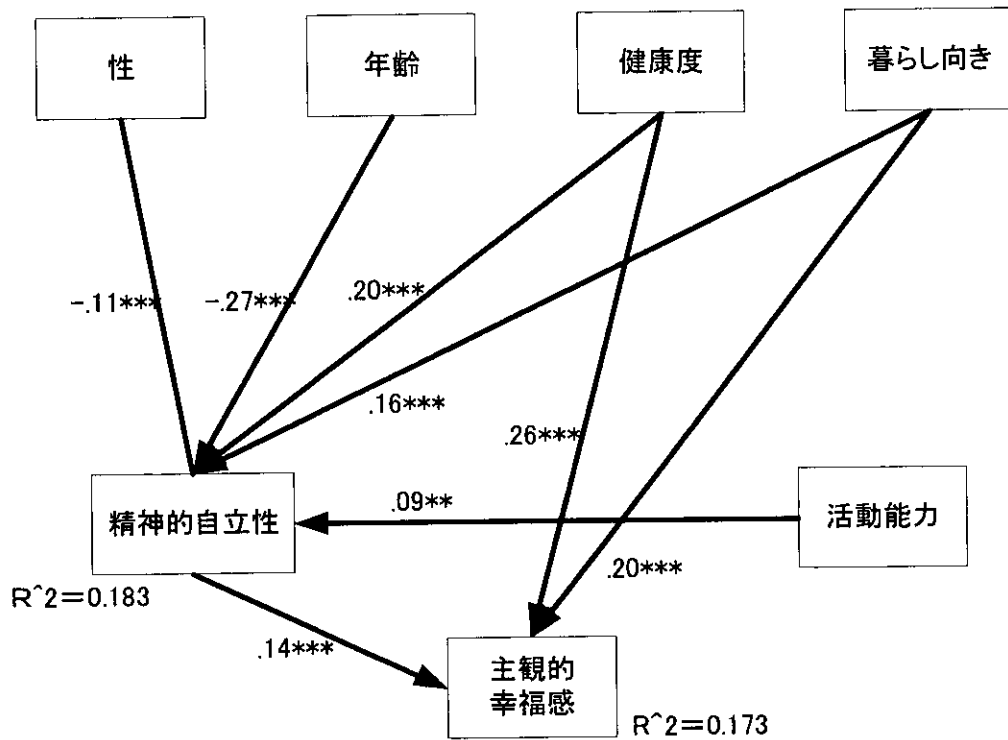 性
年齢
健康度
暮らし向き
-.11***
-.27***
.20***
.16***
.26***
精神的自立性
.09**
活動能力
.20***
R^2=0.183
.14***
主観的
幸福感
R^2=0.173